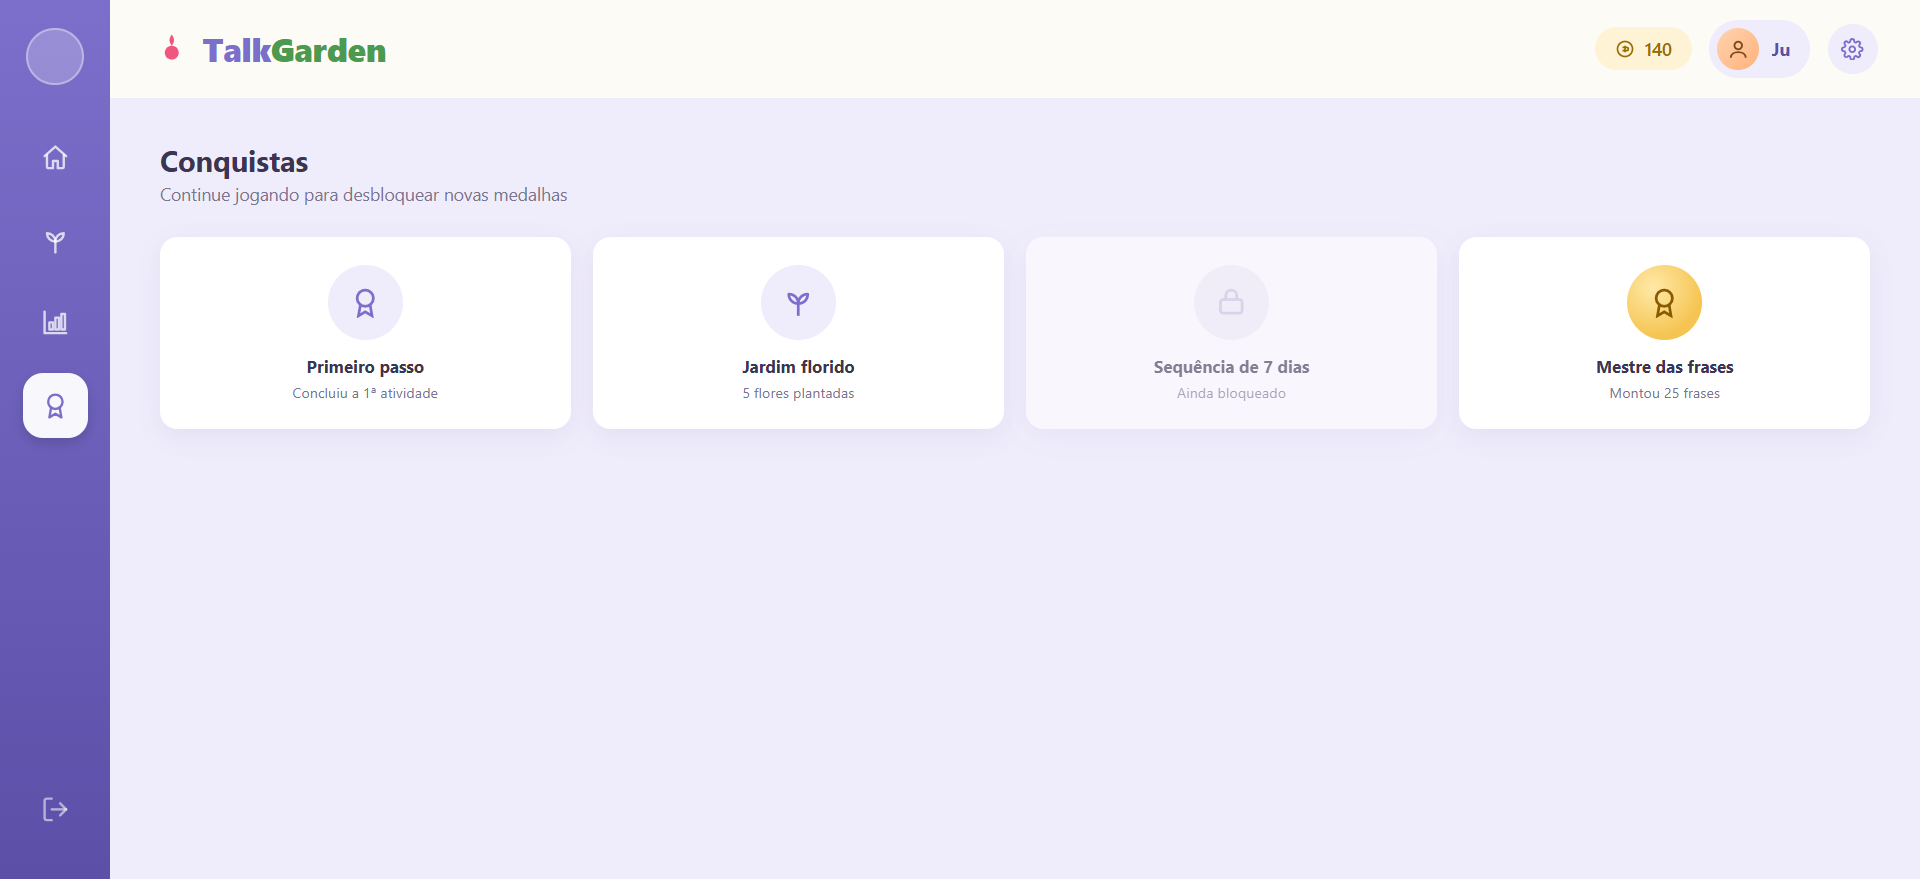 TalkGarden
140
Ju
Conquistas
Continue jogando para desbloquear novas medalhas
Primeiro passo
Concluiu a 1ª atividade
Jardim florido
5 flores plantadas
Sequência de 7 dias
Ainda bloqueado
Mestre das frases
Montou 25 frases